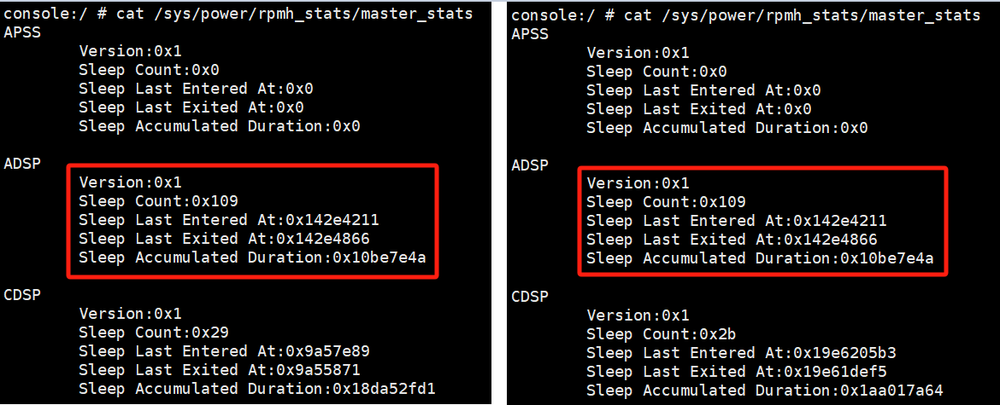 console:/ # cat /sys/power/rpmh_stats/master_stats
APSS
Version:0x1
Sleep Count:0x0
Sleep Last Entered At:0x0
Sleep Last Exited At:0x0
Sleep Accumulated Duration:0x0
ADSP
Version:0x1
Sleep Count:0x109
Sleep Last Entered At:0x142e4211
Sleep Last Exited At:0x142e4866
Sleep Accumulated Duration:0x10be7e4a
CDSP
Version:0x1
Sleep Count:0x29
Sleep Last Entered At:0x9a57e89
Sleep Last Exited At:0x9a55871
Sleep Accumulated Duration:0x18da52fd1
console:/ # cat /sys/power/rpmh_stats/master_stats
APSS
Version:0x1
Sleep Count:0x0
Sleep Last Entered At:0x0
Sleep Last Exited At:0x0
Sleep Accumulated Duration:0x0
ADSP
Version:0x1
Sleep Count:0x109
Sleep Last Entered At:0x142e4211
Sleep Last Exited At:0x142e4866
Sleep Accumulated Duration:0x10be7e4a
CDSP
Version:0x1
Sleep Count:0x2b
Sleep Last Entered At:0x19e6205b3
Sleep Last Exited At:0x19e61def5
Sleep Accumulated Duration:0x1aa017a64